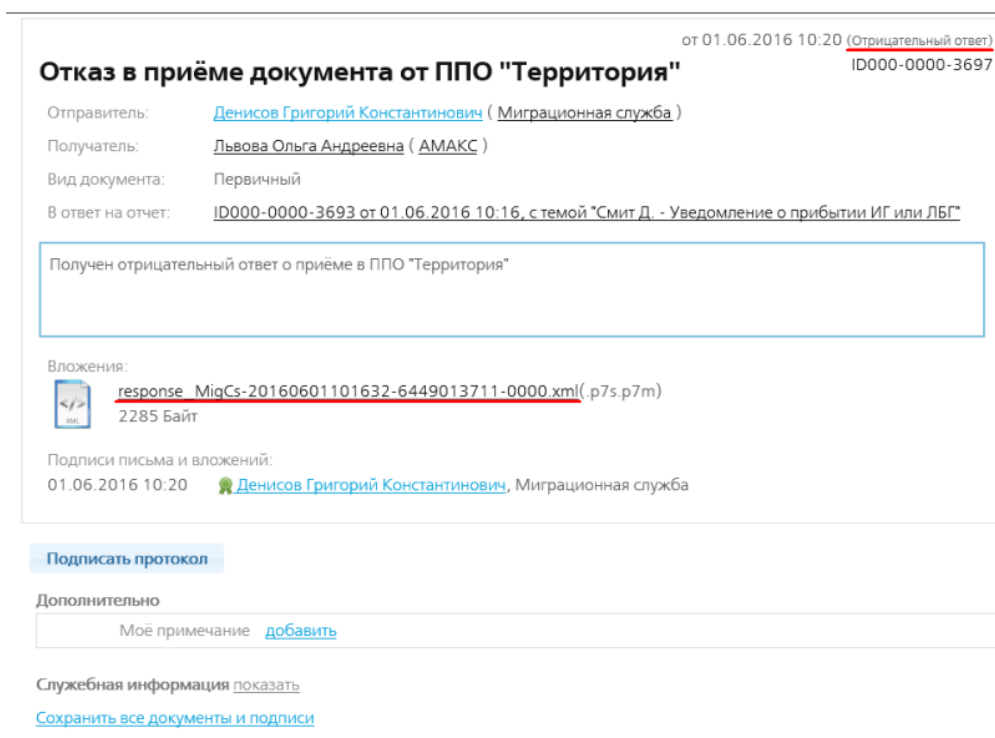 от 01.06.2016 10:20 (Отрицательный ответ)
Отказ в приёме документа от ППО "Территория"
ID000-0000-3697
Отправитель: Денисов Григорий Константинович ( Миграционная служба )
Получатель: Львова Ольга Андреевна ( АМАКС )
Вид документа: Первичный
В ответ на отчет: ID000-0000-3693 от 01.06.2016 10:16, с темой "Смит Д. - Уведомление о прибытии ИГ или ЛБГ"
Получен отрицательный ответ о приёме в ППО "Территория"
Вложения:
response_MigCs-20160601101632-6449013711-0000.xml(.p7s.p7m)
XML
2285 Байт
Подписи письма и вложений:
01.06.2016 10:20 Денисов Григорий Константинович, Миграционная служба
Подписать протокол
Дополнительно
Моё примечание добавить
Служебная информация показать
Сохранить все документы и подписи